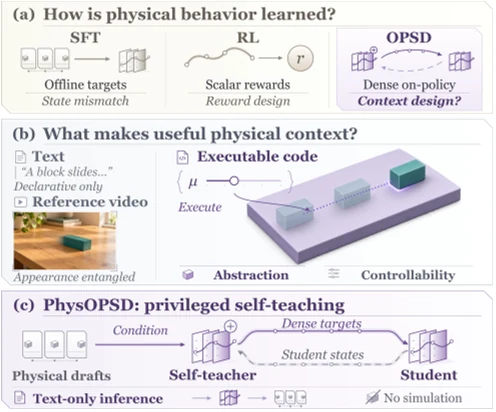 (a) How is physical behavior learned?
SFT
Offline targets
State mismatch
RL
r
Scalar rewards
Reward design
OPSD
Dense on-policy
Context design?
(b) What makes useful physical context?
Text
"A block slides..."
Declarative only
Reference video
Appearance entangled
Executable code
μ
Execute
Abstraction
Controllability
(c) PhysOPSD: privileged self-teaching
Physical drafts
Condition
Self-teacher
Dense targets
Student states
Student
Text-only inference
No simulation